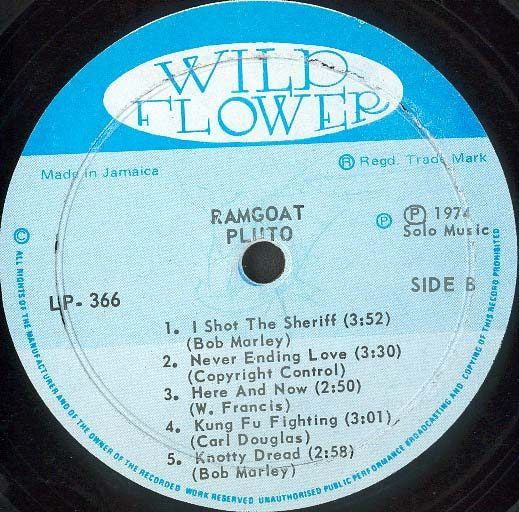 WILD
FLOWER
Made in Jamaica
® Regd. Trade Mark
RAMGOAT
PLUTO
℗ ℗ 1974
Solo Music
LP- 366
SIDE B
1. I Shot The Sheriff (3:52)
(Bob Marley)
2. Never Ending Love (3:30)
(Copyright Control)
3. Here And Now (2:50)
(W. Francis)
4. Kung Fu Fighting (3:01)
(Carl Douglas)
5. Knotty Dread (2:58)
(Bob Marley)
© ALL RIGHTS OF THE MANUFACTURER AND OF THE OWNER OF THE RECORDED WORK RESERVED UNAUTHORISED PUBLIC PERFORMANCE BROADCASTING AND COPYING OF THIS RECORD PROHIBITED